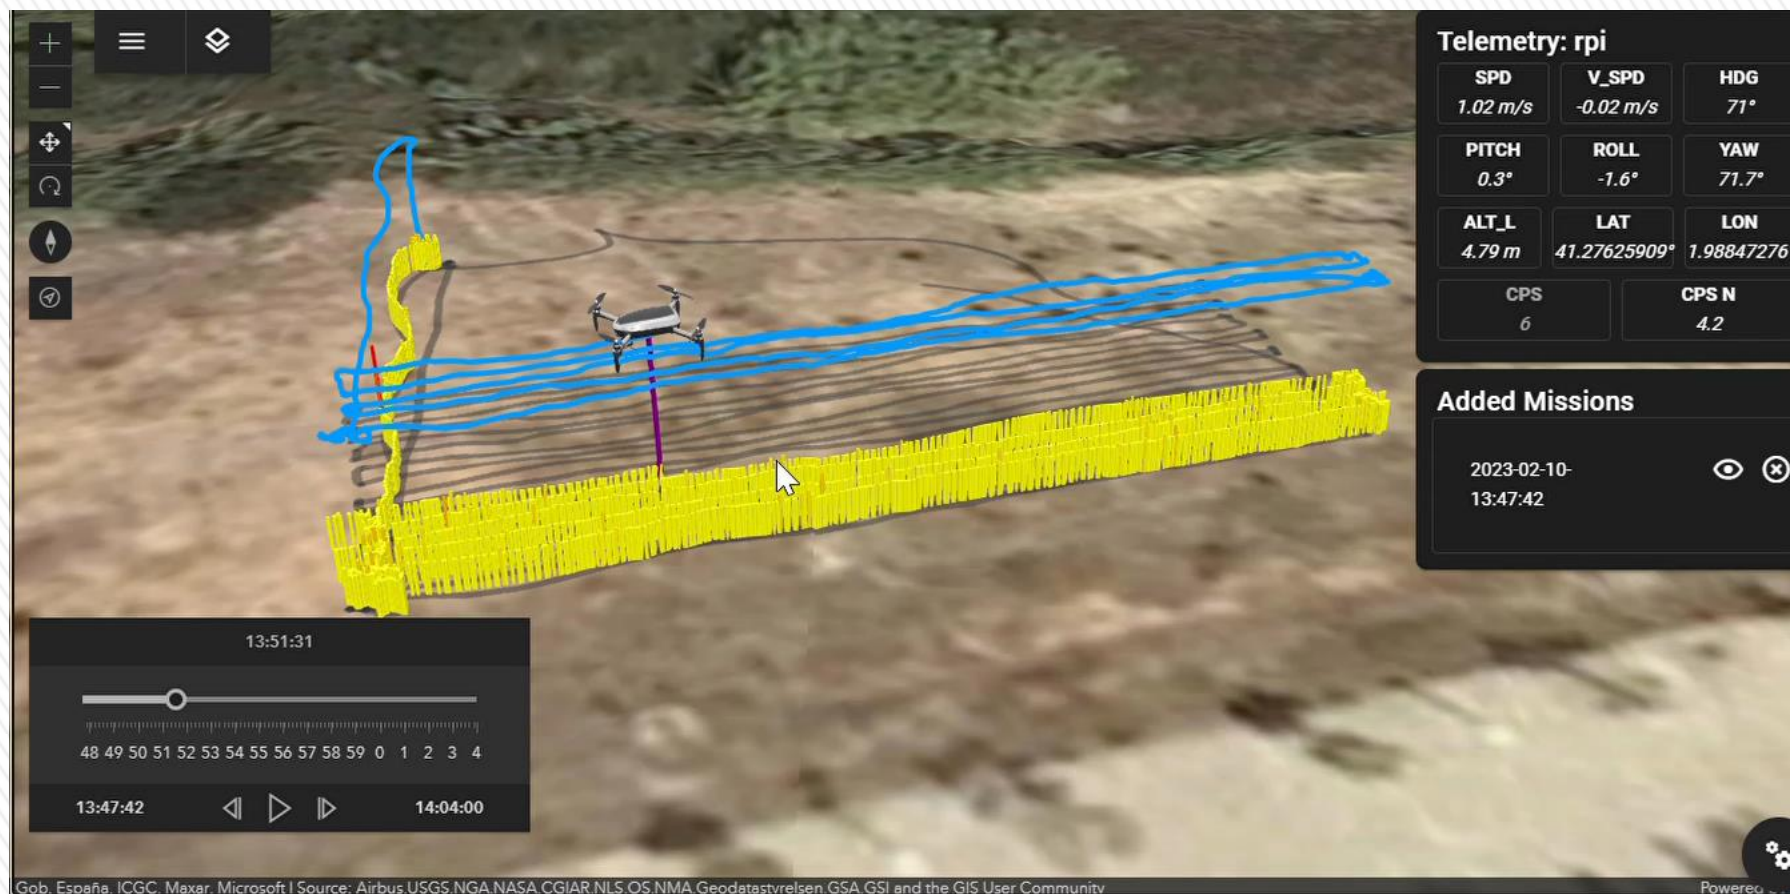 Telemetry: rpi
SPD V_SPD HDG
1.02 m/s -0.02 m/s 71°
PITCH ROLL YAW
0.3° -1.6° 71.7°
ALT_L LAT LON
4.79 m 41.27625909° 1.98847276
CPS CPS N
6 4.2
Added Missions
2023-02-10-
13:47:42
13:51:31
48 49 50 51 52 53 54 55 56 57 58 59 0 1 2 3 4
13:47:42 14:04:00
Gob. España, ICGC, Maxar, Microsoft | Source: Airbus,USGS,NGA,NASA,CGIAR,NLS,OS,NMA,Geodatastyrelsen,GSA,GSI and the GIS User Community
Powered